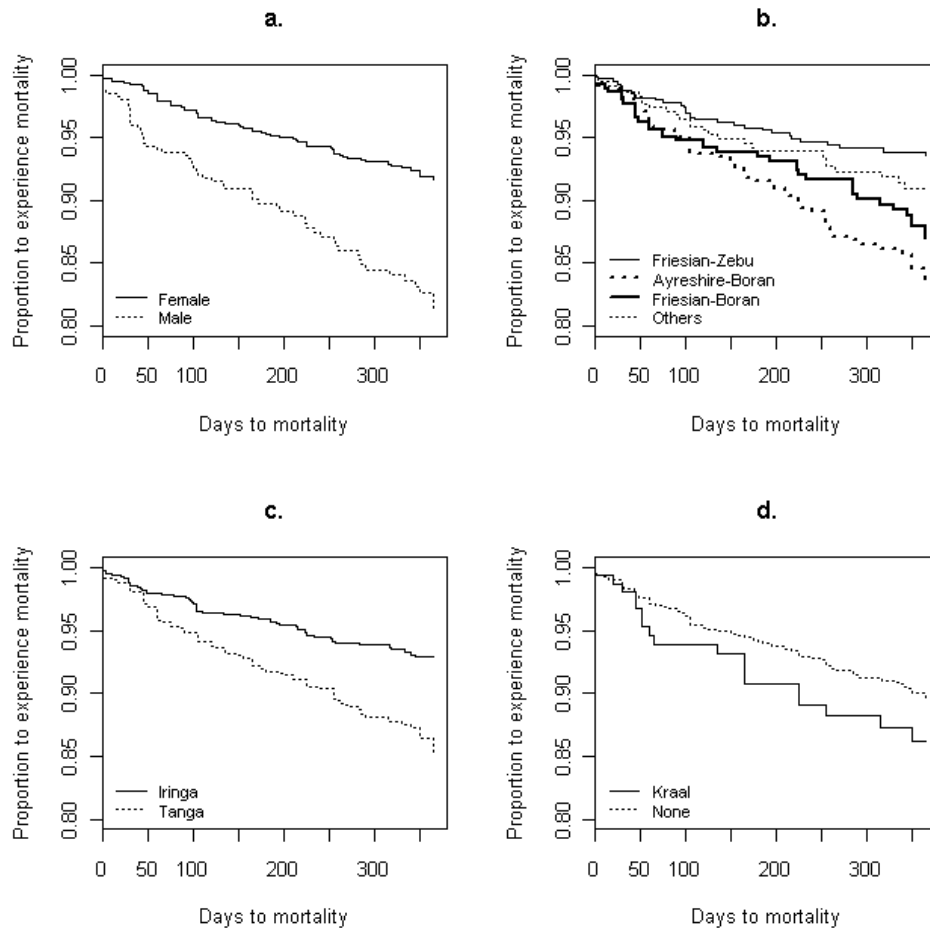 a.
Proportion to experience mortality
1.00
0.95
0.90
0.85
0.80
Female
Male
0 50 100 200 300
Days to mortality
b.
Proportion to experience mortality
1.00
0.95
0.90
0.85
0.80
Friesian-Zebu
Ayreshire-Boran
Friesian-Boran
Others
0 50 100 200 300
Days to mortality
c.
Proportion to experience mortality
1.00
0.95
0.90
0.85
0.80
Iringa
Tanga
0 50 100 200 300
Days to mortality
d.
Proportion to experience mortality
1.00
0.95
0.90
0.85
0.80
Kraal
None
0 50 100 200 300
Days to mortality